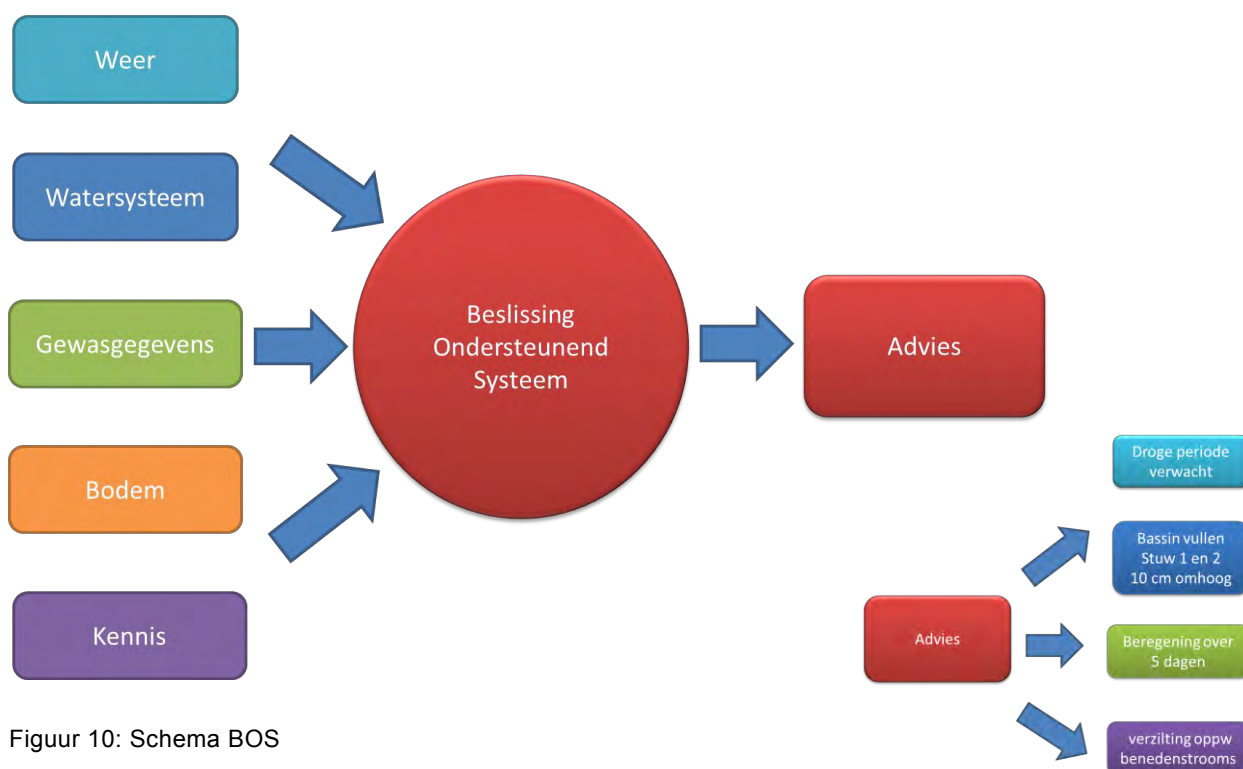 Weer
Watersysteem
Gewasgegevens
Bodem
Kennis
Beslissing
Ondersteunend
Systeem
Advies
Advies
Droge periode
verwacht
Bassin vullen
Stuw 1 en 2
10 cm omhoog
Beregening over
5 dagen
verzilting oppw
benedenstrooms
Figuur 10: Schema BOS